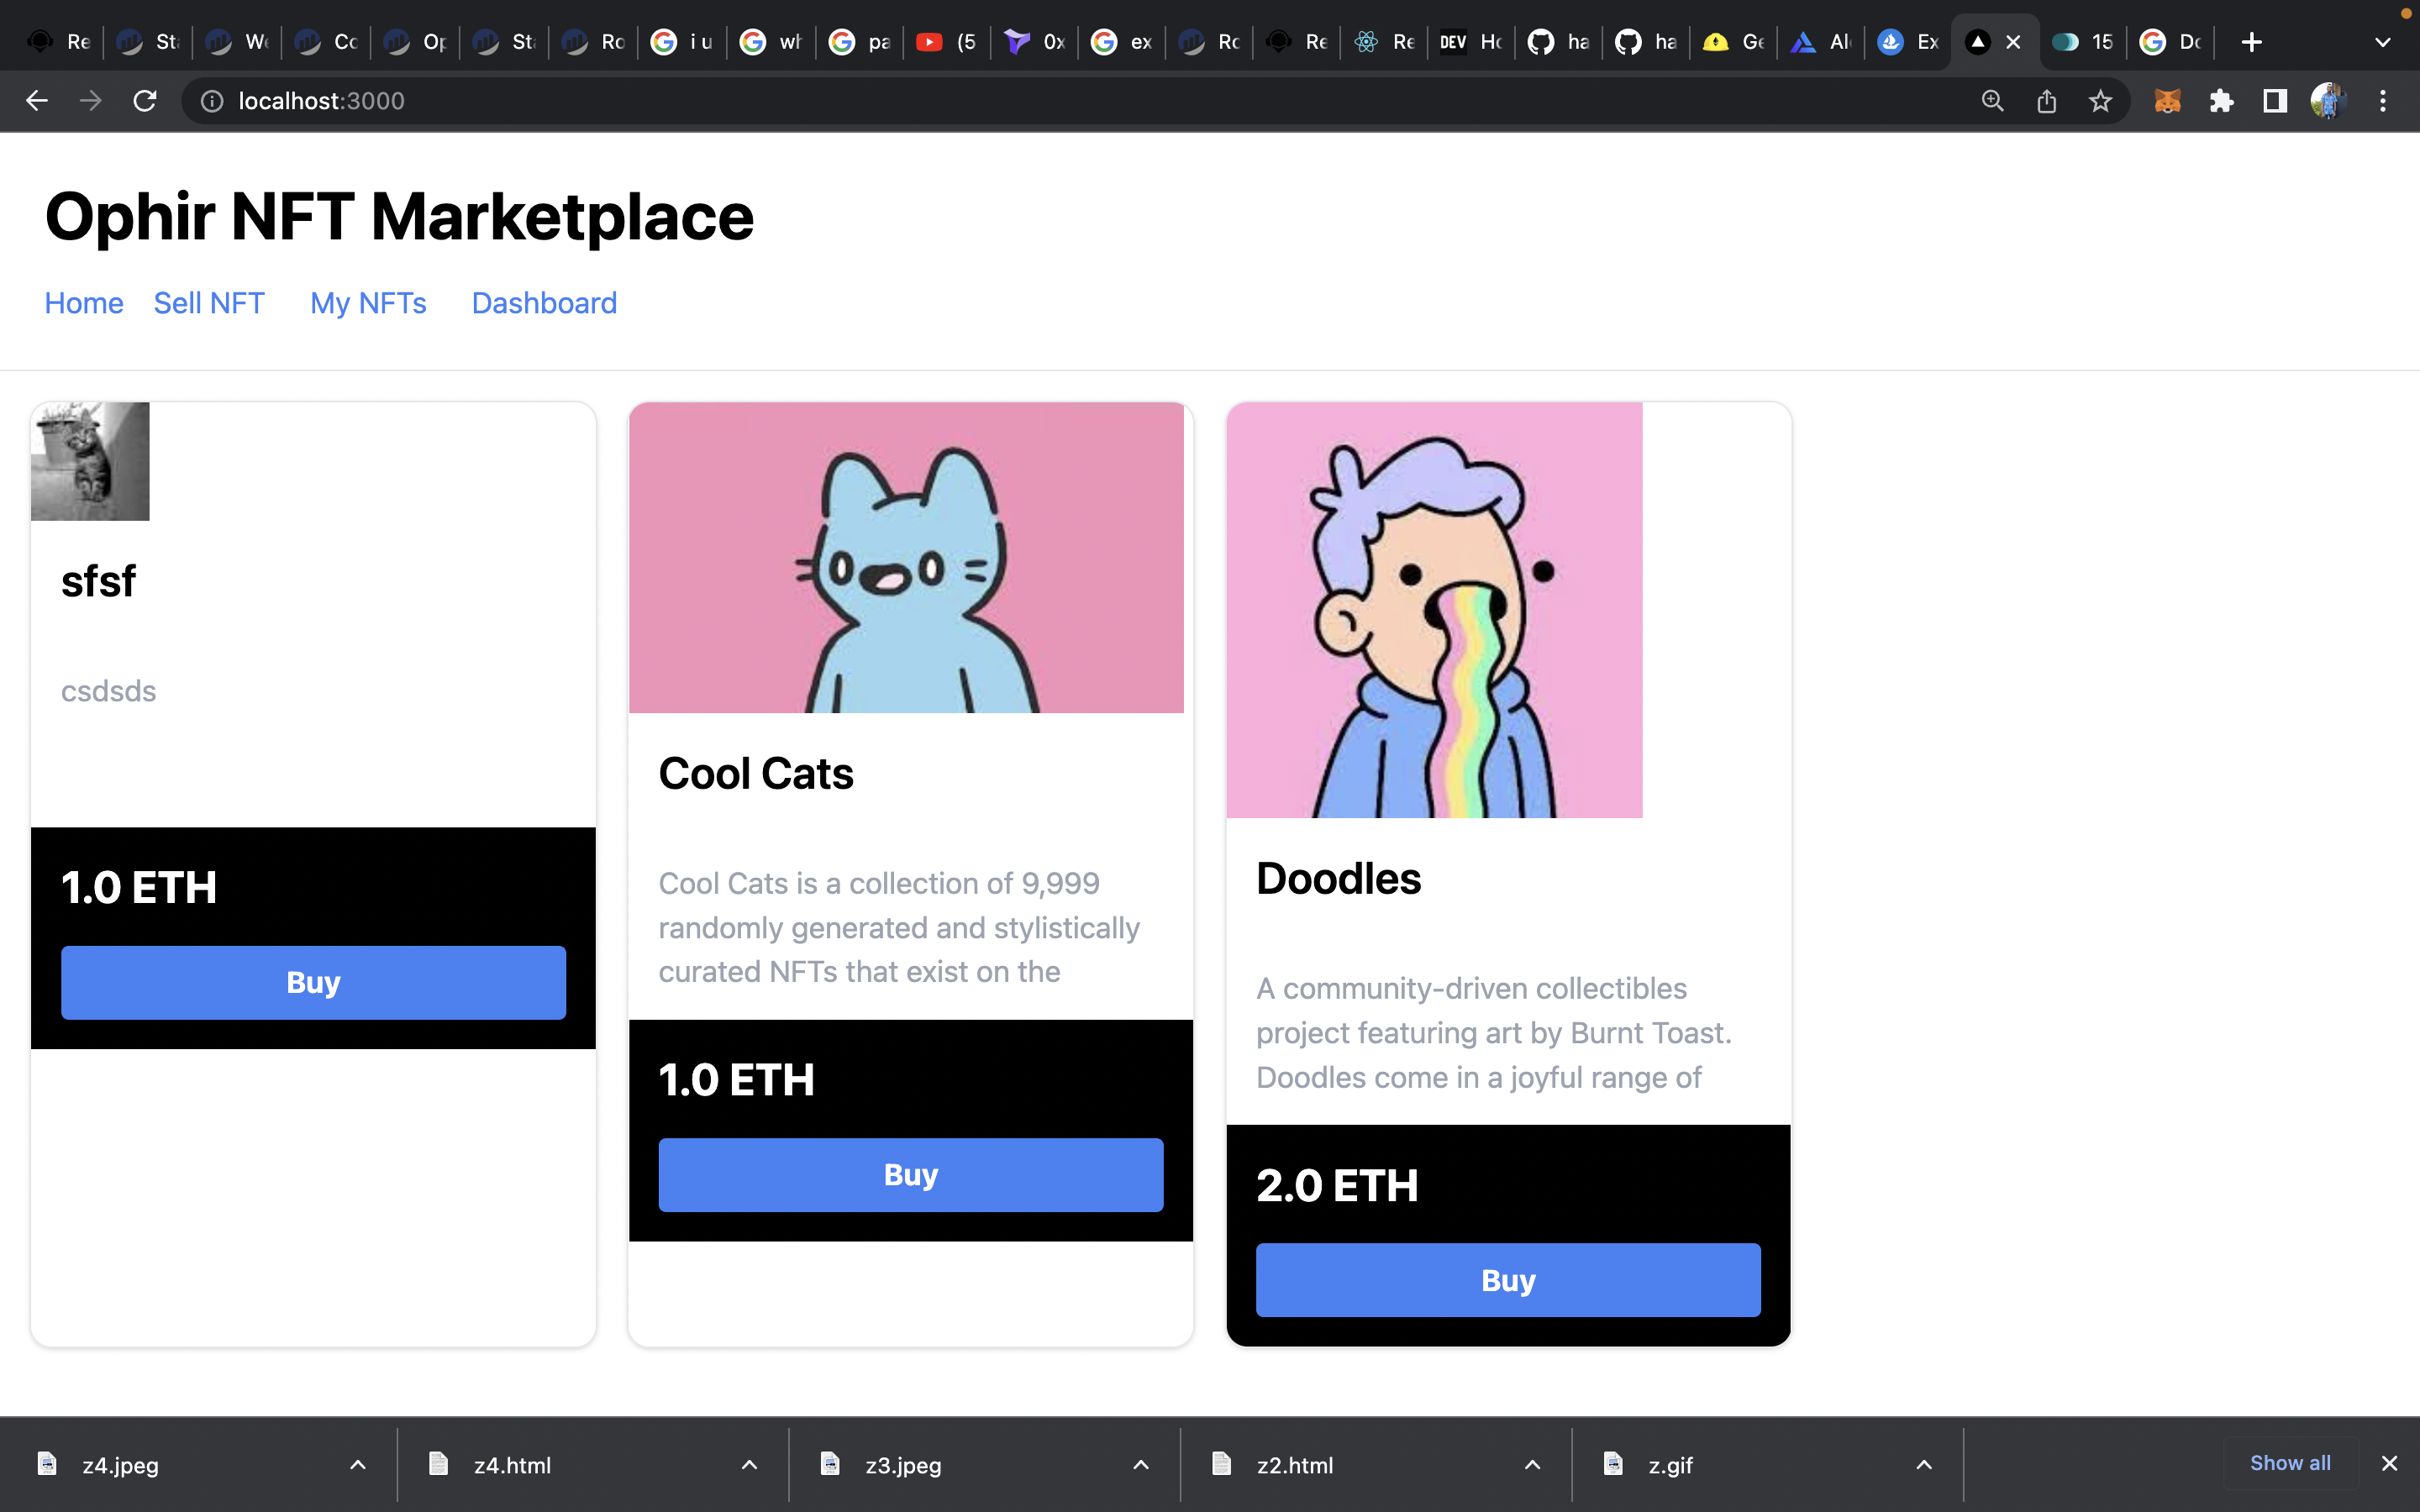 Re
St
We
Co
Op
St
Ro
i u
wh
pa
(5
0x
ex
Ro
Re
Re
DEV Ho
ha
ha
Ge
Al
Ex
15
Do
localhost:3000
Ophir NFT Marketplace
Home Sell NFT My NFTs Dashboard
sfsf
csdsds
1.0 ETH
Buy
Cool Cats
Cool Cats is a collection of 9,999
randomly generated and stylistically
curated NFTs that exist on the
1.0 ETH
Buy
Doodles
A community-driven collectibles
project featuring art by Burnt Toast.
Doodles come in a joyful range of
2.0 ETH
Buy
z4.jpeg
z4.html
z3.jpeg
z2.html
z.gif
Show all